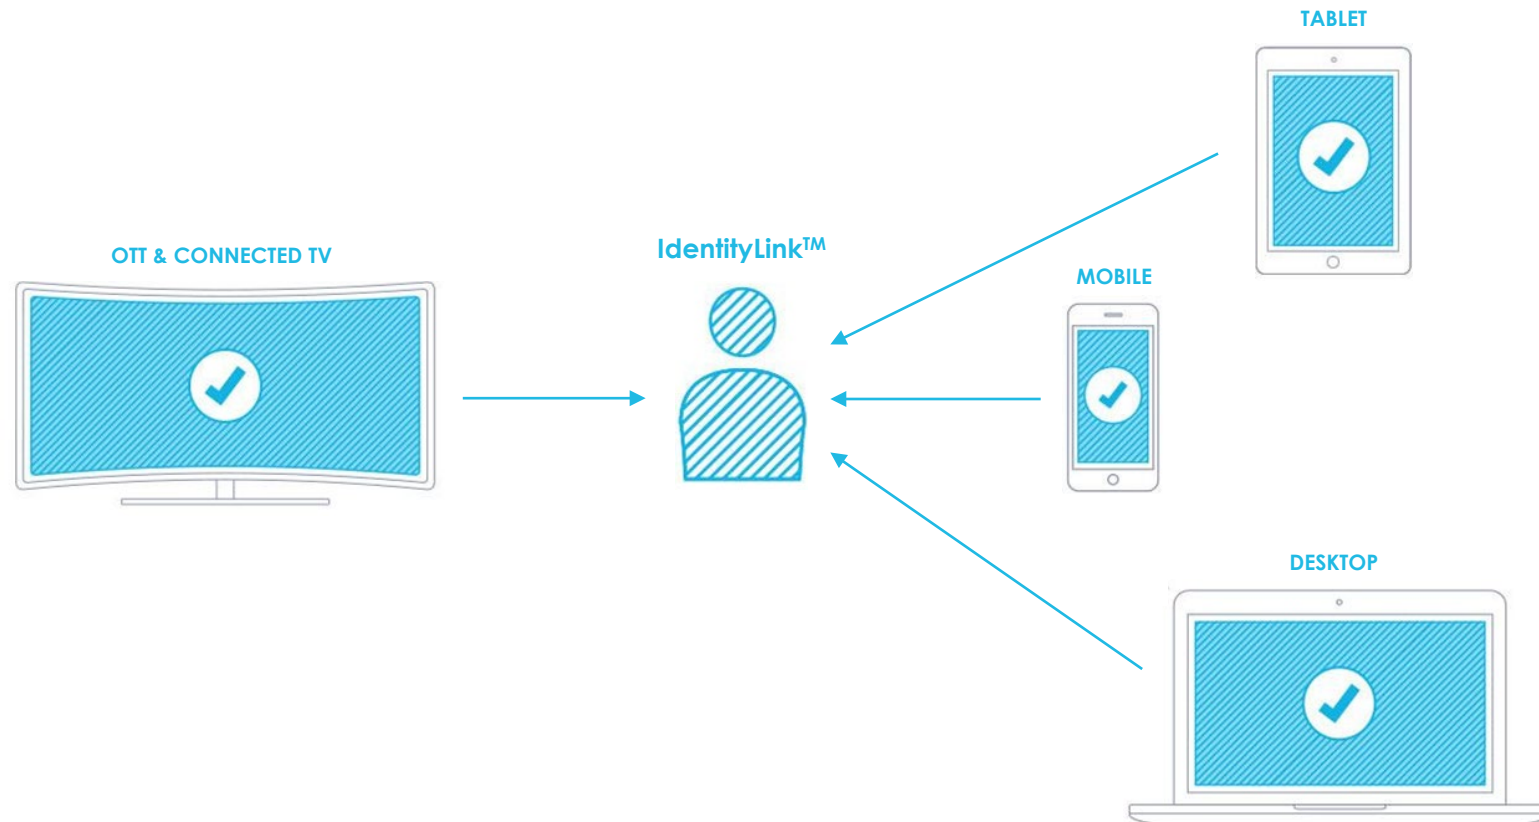 TABLET
IdentityLink™
OTT & CONNECTED TV
MOBILE
DESKTOP